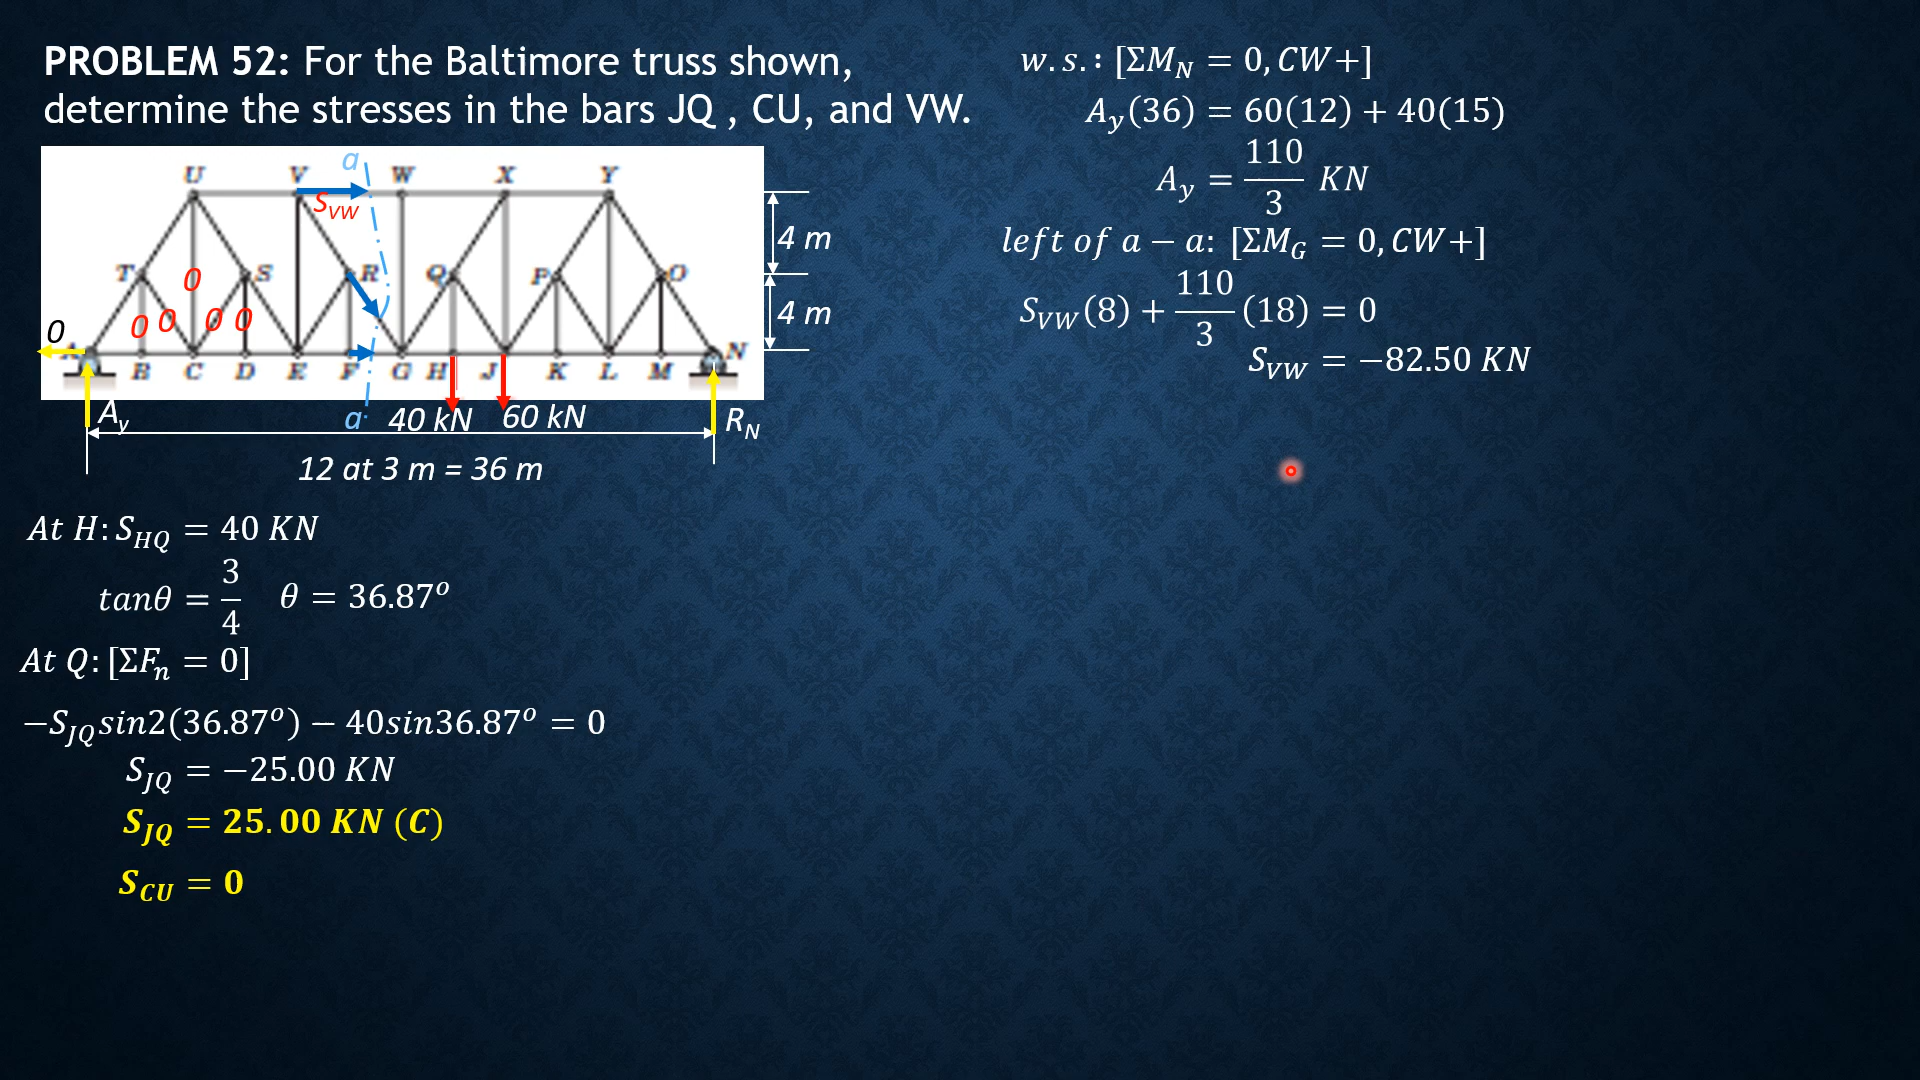 PROBLEM 52: For the Baltimore truss shown,
determine the stresses in the bars JQ , CU, and VW.
a
U V W X Y
S_VW
4 m
T 0 S R Q P O
0 0 0 0
4 m
0
A B C D E F G H J K L M N
A_y a 40 kN 60 kN R_N
12 at 3 m = 36 m
At H: S_HQ = 40 KN
tanθ = 3/4 θ = 36.87°
At Q: [ΣF_n = 0]
−S_JQ sin2(36.87°) − 40sin36.87° = 0
S_JQ = −25.00 KN
S_JQ = 25.00 KN (C)
S_CU = 0
w.s.: [ΣM_N = 0, CW+]
A_y(36) = 60(12) + 40(15)
A_y = 110/3 KN
left of a − a: [ΣM_G = 0, CW+]
S_VW(8) + 110/3 (18) = 0
S_VW = −82.50 KN